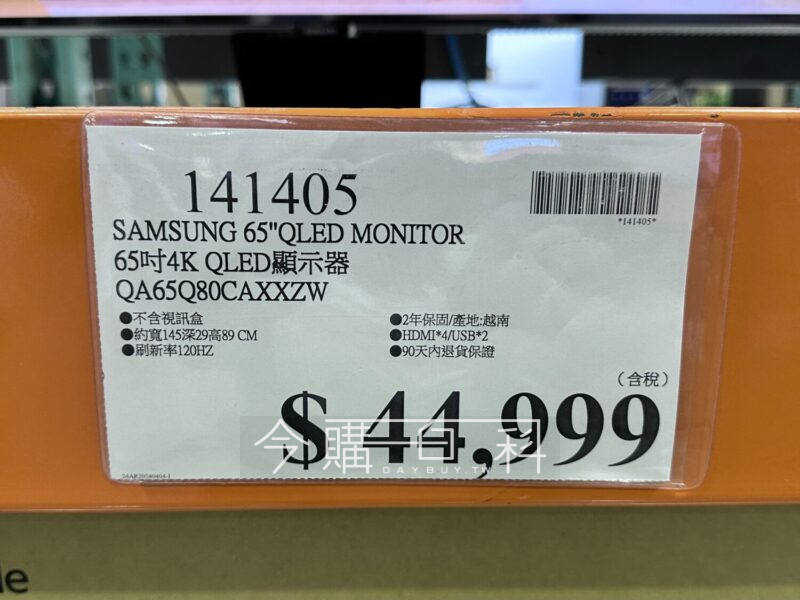 141405
*141405*
SAMSUNG 65"QLED MONITOR
65吋4K QLED顯示器
QA65Q80CAXXZW
●不含視訊盒
●約寬145深29高89 CM
●刷新率120HZ
●2年保固/產地:越南
●HDMI*4/USB*2
●90天內退貨保證
(含稅)
$ 44,999
今購百科
DAYBUY.TW
le